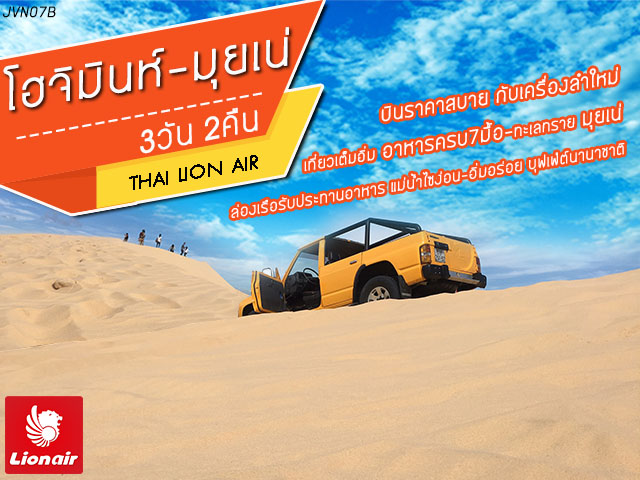 JVN07B
โฮจิมินห์-มุยเน่
3วัน 2คืน
THAI LION AIR
บินราคาสบาย กับเครื่องลำใหม่
เที่ยวเต็มอิ่ม อาหารครบ7มื้อ-ทะเลทราย มุยเน่
ล่องเรือรับประทานอาหาร แม่น้ำไซ่ง่อน-อิ่มอร่อย บุฟเฟ่ต์นานาชาติ
Lionair